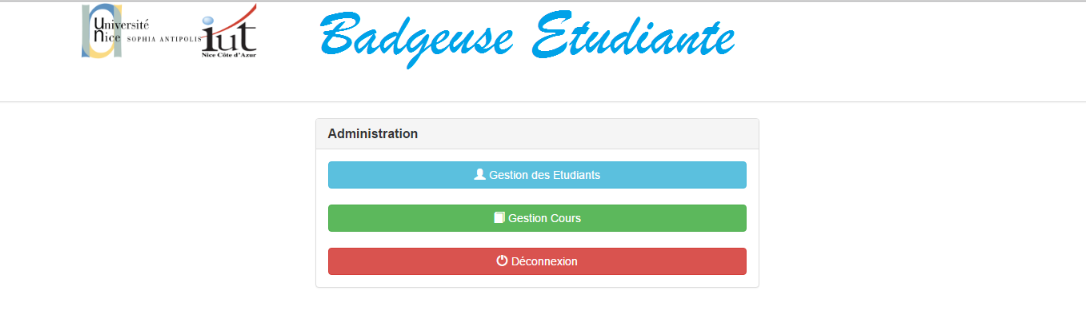 Université
Nice SOPHIA ANTIPOLIS
iut
Nice Côte d'Azur
Badgeuse Etudiante
Administration
Gestion des Etudiants
Gestion Cours
Déconnexion